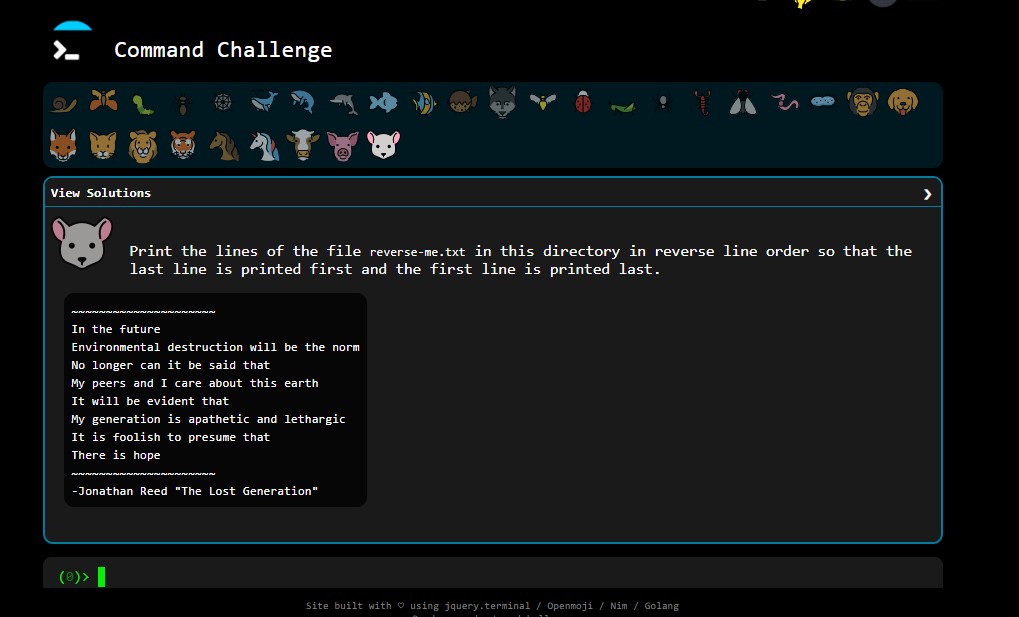 Command Challenge
View Solutions
Print the lines of the file reverse-me.txt in this directory in reverse line order so that the
last line is printed first and the first line is printed last.
~~~~~~~~~~~~~~~~~~~~~
In the future
Environmental destruction will be the norm
No longer can it be said that
My peers and I care about this earth
It will be evident that
My generation is apathetic and lethargic
It is foolish to presume that
There is hope
~~~~~~~~~~~~~~~~~~~~~
-Jonathan Reed "The Lost Generation"
(0)>
Site built with ♡ using jquery.terminal / Openmoji / Nim / Golang